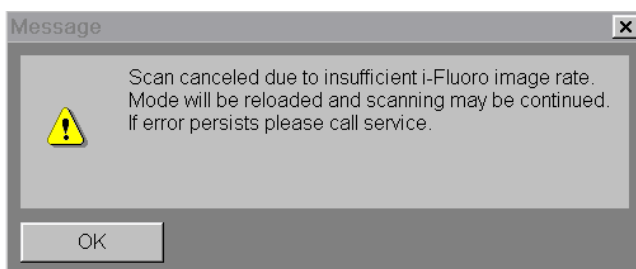 Message
Scan canceled due to insufficient i-Fluoro image rate.
Mode will be reloaded and scanning may be continued.
If error persists please call service.
OK